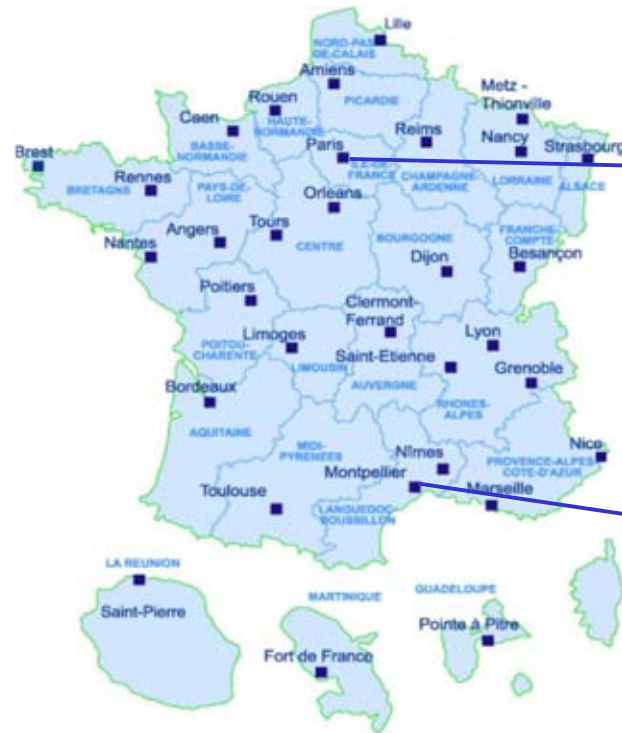 Lille
NORD-PAS
DE-CALAIS
Amiens
PICARDIE
Rouen
HAUTE-
NORMANDIE
Caen
BASSE-
NORMANDIE
Metz -
Thionville
Reims
Nancy
Strasbourg
Paris
ILE-DE-
FRANCE
CHAMPAGNE-
ARDENNE
LORRAINE
ALSACE
Brest
Rennes
BRETAGNS
PAYS-DE-
LOIRE
Orleans
Angers
Tours
Nantes
CENTRE
BOURGOGNE
Dijon
FRANCHE-
COMPTE
Besançon
Poitiers
POITOU-
CHARENTE
Limoges
LIMOUSIN
Clermont-
Ferrand
AUVERGNE
Lyon
Saint-Etienne
Grenoble
RHONES-
ALPES
Bordeaux
AQUITAINE
MIDI-
PYRENEES
Nîmes
Montpellier
PROVENCE-ALPES
COTE-D'AZUR
Nice
Marseille
Toulouse
LANGUEDOC-
ROUSSILLON
LA REUNION
Saint-Pierre
MARTINIQUE
Fort de France
GUADELOUPE
Pointe à Pitre